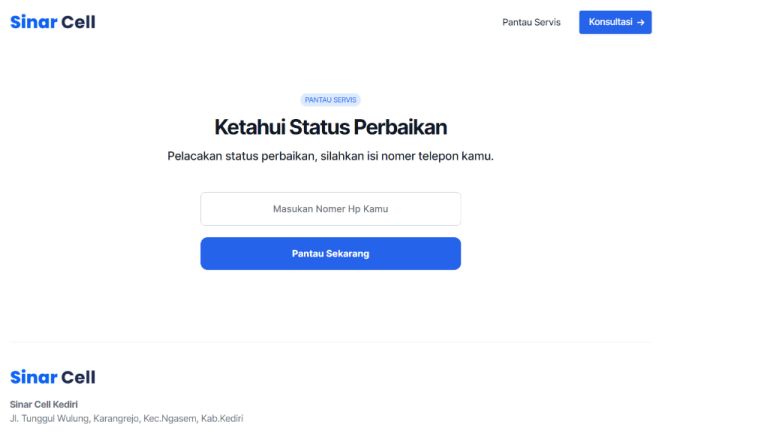 Sinar Cell
Pantau Servis
Konsultasi →
PANTAU SERVIS
Ketahui Status Perbaikan
Pelacakan status perbaikan, silahkan isi nomer telepon kamu.
Masukan Nomer Hp Kamu
Pantau Sekarang
Sinar Cell
Sinar Cell Kediri
Jl. Tunggul Wulung, Karangrejo, Kec.Ngasem, Kab.Kediri